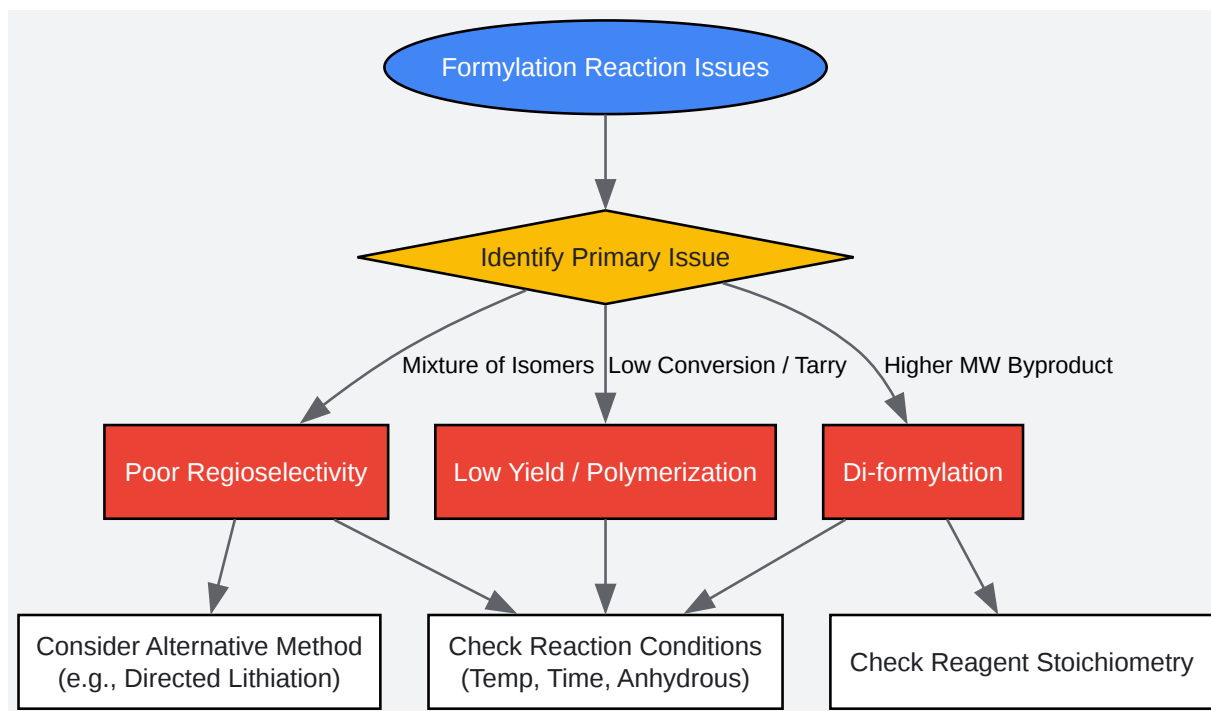 Formylation Reaction Issues
Identify Primary Issue
Mixture of Isomers
Low Conversion / Tarry
Higher MW Byproduct
Poor Regioselectivity
Low Yield / Polymerization
Di-formylation
Consider Alternative Method
(e.g., Directed Lithiation)
Check Reaction Conditions
(Temp, Time, Anhydrous)
Check Reagent Stoichiometry